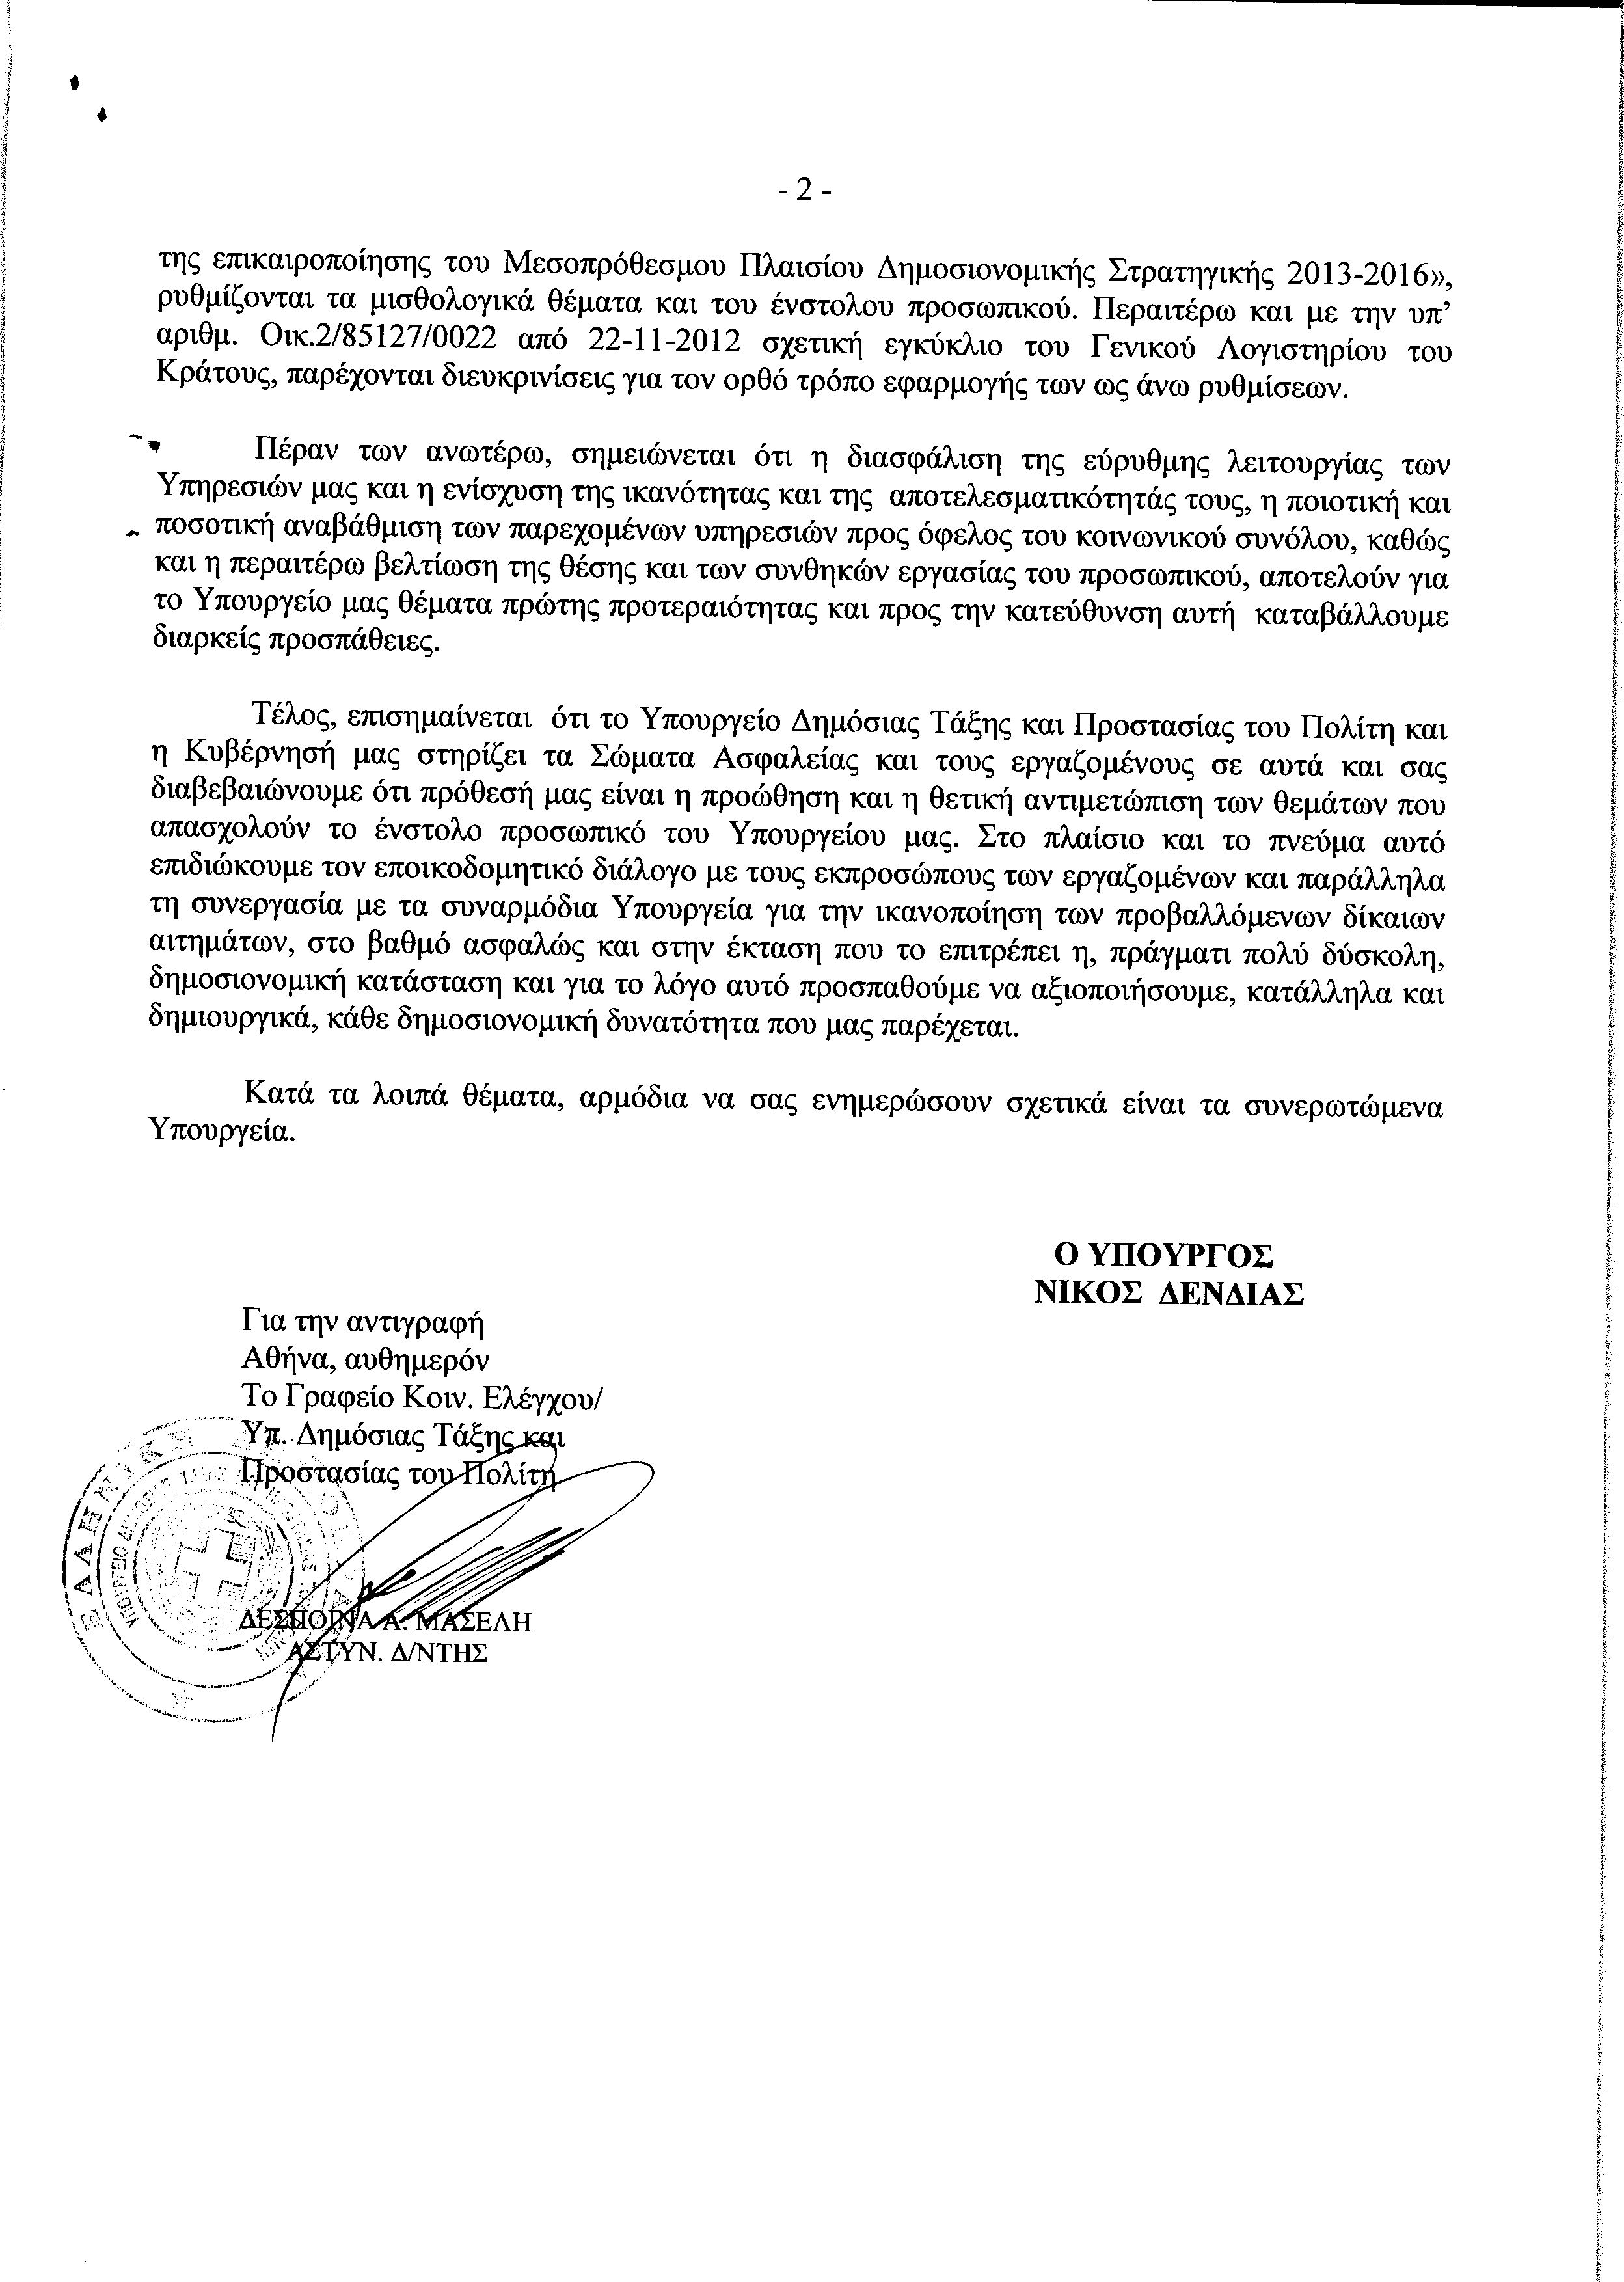 - 2 -
της επικαιροποίησης του Μεσοπρόθεσμου Πλαισίου Δημοσιονομικής Στρατηγικής 2013-2016»,
ρυθμίζονται τα μισθολογικά θέματα και του ένστολου προσωπικού. Περαιτέρω και με την υπ’
αριθμ. Οικ.2/85127/0022 από 22-11-2012 σχετική εγκύκλιο του Γενικού Λογιστηρίου του
Κράτους, παρέχονται διευκρινίσεις για τον ορθό τρόπο εφαρμογής των ως άνω ρυθμίσεων.
Πέραν των ανωτέρω, σημειώνεται ότι η διασφάλιση της εύρυθμης λειτουργίας των
Υπηρεσιών μας και η ενίσχυση της ικανότητας και της αποτελεσματικότητάς τους, η ποιοτική και
ποσοτική αναβάθμιση των παρεχομένων υπηρεσιών προς όφελος του κοινωνικού συνόλου, καθώς
και η περαιτέρω βελτίωση της θέσης και των συνθηκών εργασίας του προσωπικού, αποτελούν για
το Υπουργείο μας θέματα πρώτης προτεραιότητας και προς την κατεύθυνση αυτή καταβάλλουμε
διαρκείς προσπάθειες.
Τέλος, επισημαίνεται ότι το Υπουργείο Δημόσιας Τάξης και Προστασίας του Πολίτη και
η Κυβέρνησή μας στηρίζει τα Σώματα Ασφαλείας και τους εργαζομένους σε αυτά και σας
διαβεβαιώνουμε ότι πρόθεσή μας είναι η προώθηση και η θετική αντιμετώπιση των θεμάτων που
απασχολούν το ένστολο προσωπικό του Υπουργείου μας. Στο πλαίσιο και το πνεύμα αυτό
επιδιώκουμε τον εποικοδομητικό διάλογο με τους εκπροσώπους των εργαζομένων και παράλληλα
τη συνεργασία με τα συναρμόδια Υπουργεία για την ικανοποίηση των προβαλλόμενων δίκαιων
αιτημάτων, στο βαθμό ασφαλώς και στην έκταση που το επιτρέπει η, πράγματι πολύ δύσκολη,
δημοσιονομική κατάσταση και για το λόγο αυτό προσπαθούμε να αξιοποιήσουμε, κατάλληλα και
δημιουργικά, κάθε δημοσιονομική δυνατότητα που μας παρέχεται.
Κατά τα λοιπά θέματα, αρμόδια να σας ενημερώσουν σχετικά είναι τα συνερωτώμενα
Υπουργεία.
Ο ΥΠΟΥΡΓΟΣ
ΝΙΚΟΣ ΔΕΝΔΙΑΣ
Για την αντιγραφή
Αθήνα, αυθημερόν
Το Γραφείο Κοιν. Ελέγχου/
Υπ. Δημόσιας Τάξης και
Προστασίας του Πολίτη
ΔΕΣΠΟΙΝΑ Α. ΜΑΣΕΛΗ
ΑΣΤΥΝ. Δ/ΝΤΗΣ
ΕΛΛΗΝΙΚΗ
ΥΠΟΥΡΓΕΙΟ